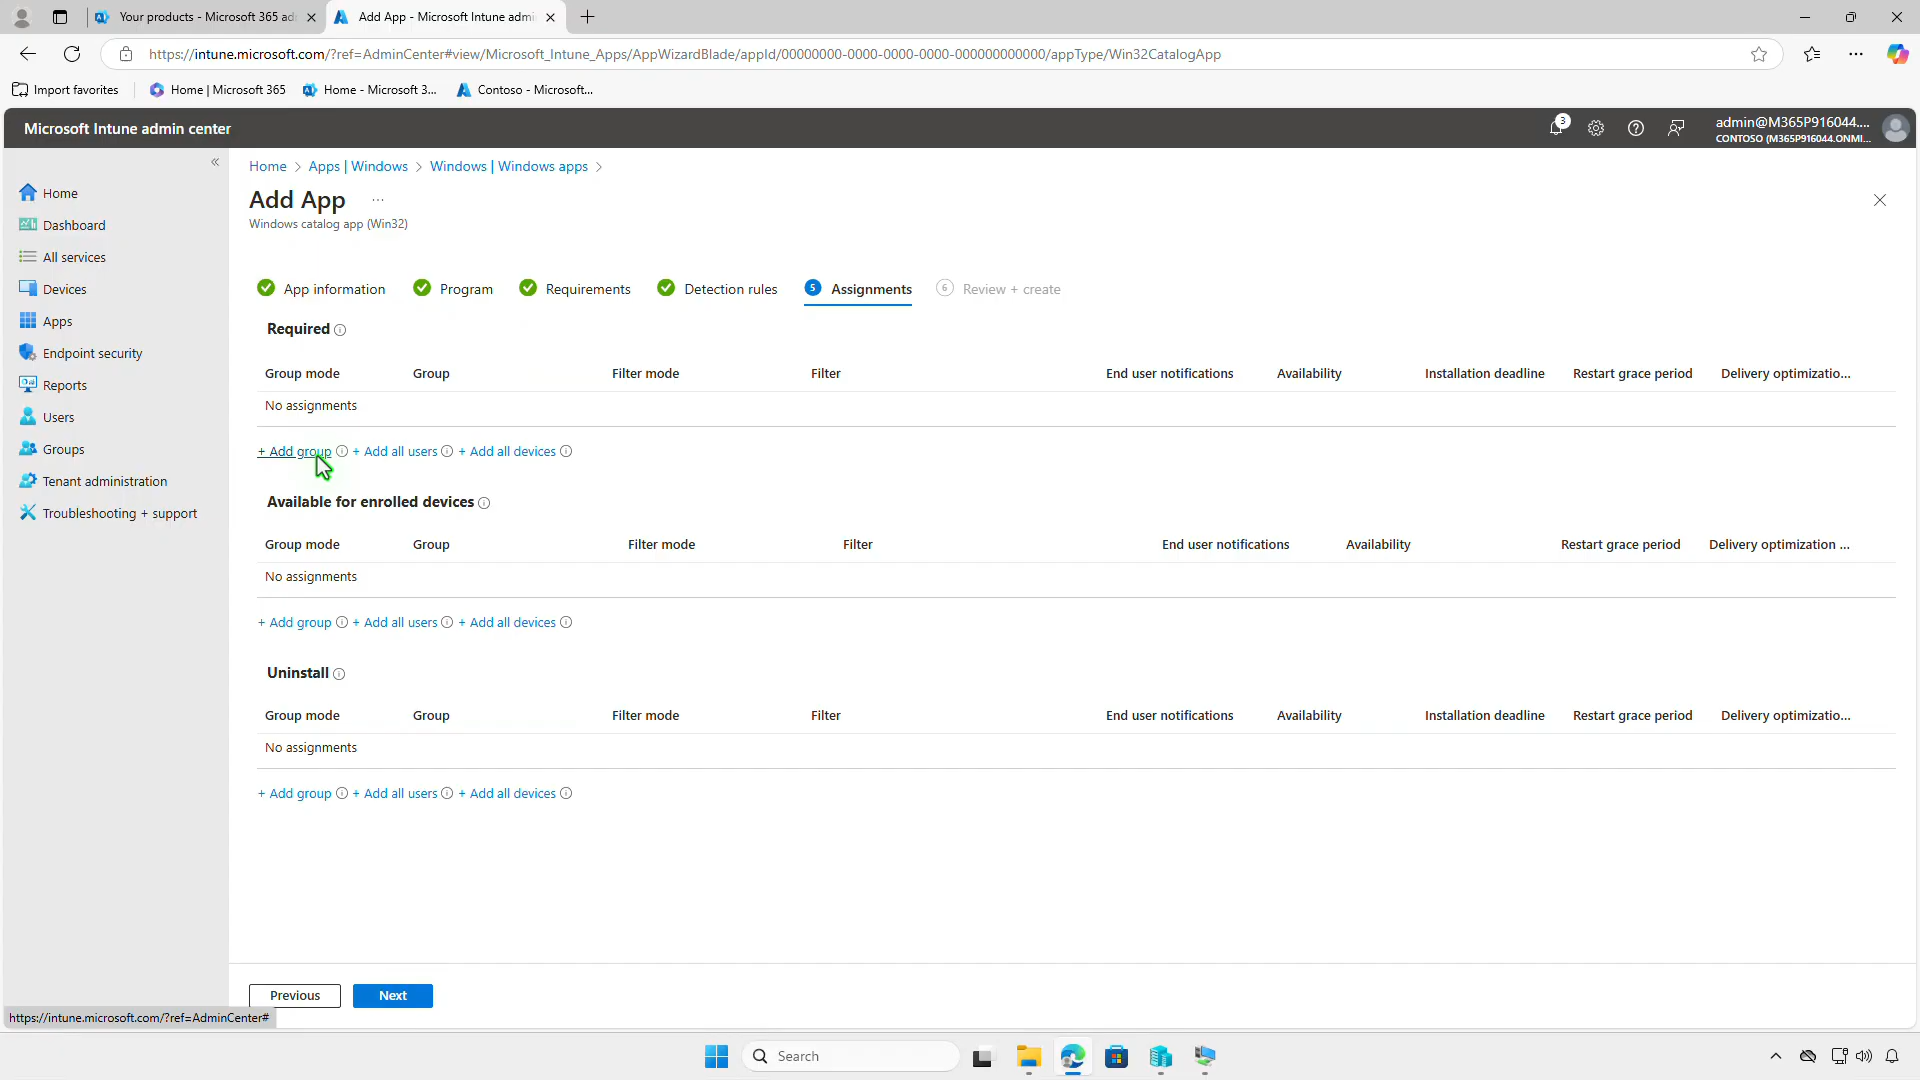 Your products - Microsoft 365 ad
Add App - Microsoft Intune admi
https://intune.microsoft.com/?ref=AdminCenter#view/Microsoft_Intune_Apps/AppWizardBlade/appId/00000000-0000-0000-0000-000000000000/appType/Win32CatalogApp
Import favorites
Home | Microsoft 365
Home - Microsoft 3...
Contoso - Microsoft...
Microsoft Intune admin center
3
admin@M365P916044....
CONTOSO (M365P916044.ONMI...
Home
Dashboard
All services
Devices
Apps
Endpoint security
Reports
Users
Groups
Tenant administration
Troubleshooting + support
Home > Apps | Windows > Windows | Windows apps >
Add App ...
Windows catalog app (Win32)
App information Program Requirements Detection rules 5 Assignments 6 Review + create
Required
Group mode Group Filter mode Filter End user notifications Availability Installation deadline Restart grace period Delivery optimizatio...
No assignments
+ Add group + Add all users + Add all devices
Available for enrolled devices
Group mode Group Filter mode Filter End user notifications Availability Restart grace period Delivery optimization ...
No assignments
+ Add group + Add all users + Add all devices
Uninstall
Group mode Group Filter mode Filter End user notifications Availability Installation deadline Restart grace period Delivery optimizatio...
No assignments
+ Add group + Add all users + Add all devices
Previous Next
https://intune.microsoft.com/?ref=AdminCenter#
Search